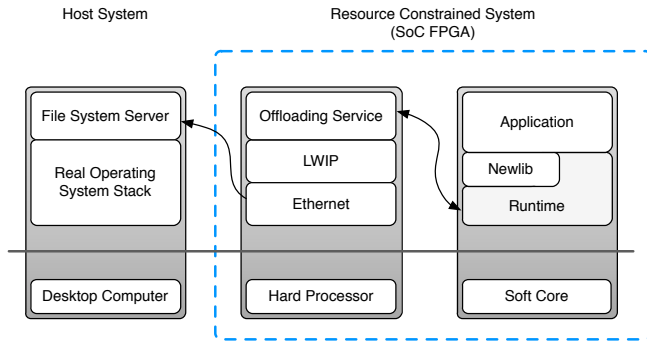 Host System
Resource Constrained System
(SoC FPGA)
File System Server
Real Operating
System Stack
Desktop Computer
Offloading Service
LWIP
Ethernet
Hard Processor
Application
Newlib
Runtime
Soft Core